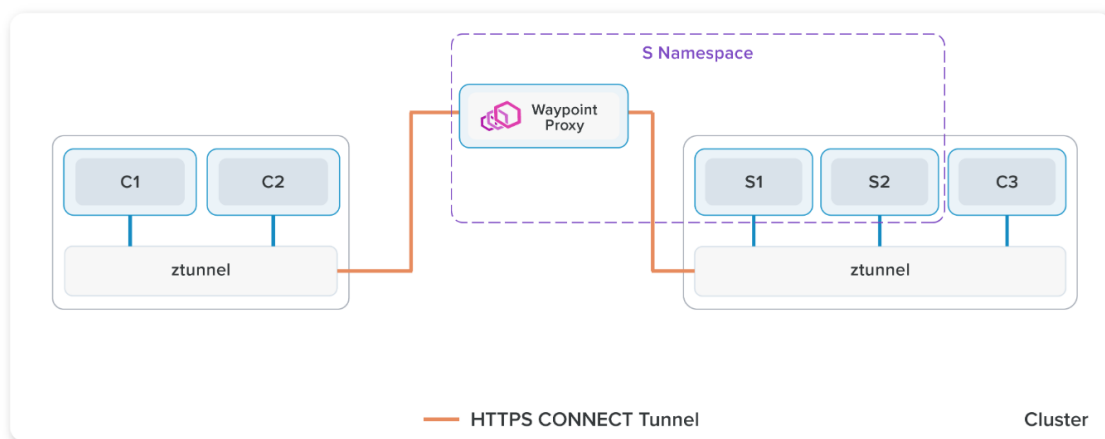 S Namespace
Waypoint
Proxy
C1
C2
S1
S2
C3
ztunnel
ztunnel
HTTPS CONNECT Tunnel
Cluster